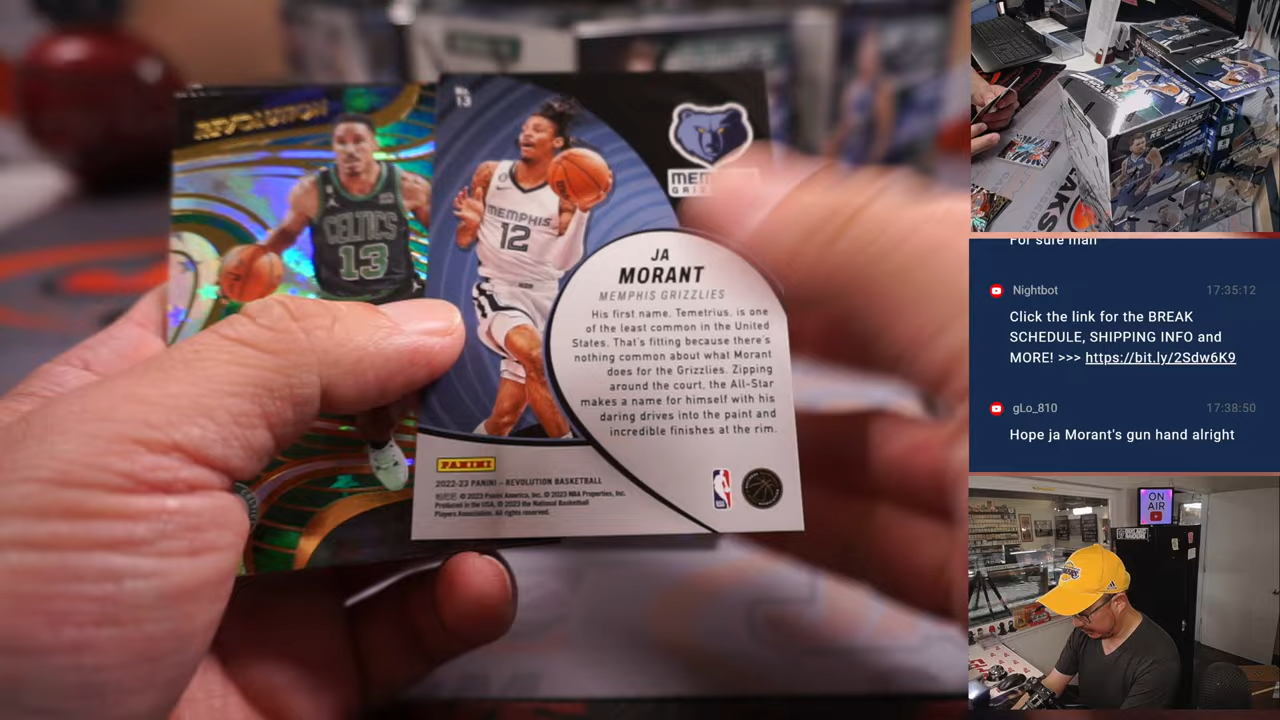 REVOLUTION
CELTICS
13
No.
13
MEMPHIS
12
JA
MORANT
MEMPHIS GRIZZLIES
His first name, Temetrius, is one
of the least common in the United
States. That's fitting because there's
nothing common about what Morant
does for the Grizzlies. Zipping
around the court, the All-Star
makes a name for himself with his
daring drives into the paint and
incredible finishes at the rim.
PANINI
2022-23 PANINI – REVOLUTION BASKETBALL
© 2023 Panini America, Inc. © 2023 NBA Properties, Inc.
Produced in the USA. © 2023 the National Basketball
Players Association. All rights reserved.
NBA
REVOLUTION
For sure man
Nightbot 17:35:12
Click the link for the BREAK
SCHEDULE, SHIPPING INFO and
MORE! >>> https://bit.ly/2Sdw6K9
gLo_810 17:38:50
Hope ja Morant's gun hand alright
ON
AIR